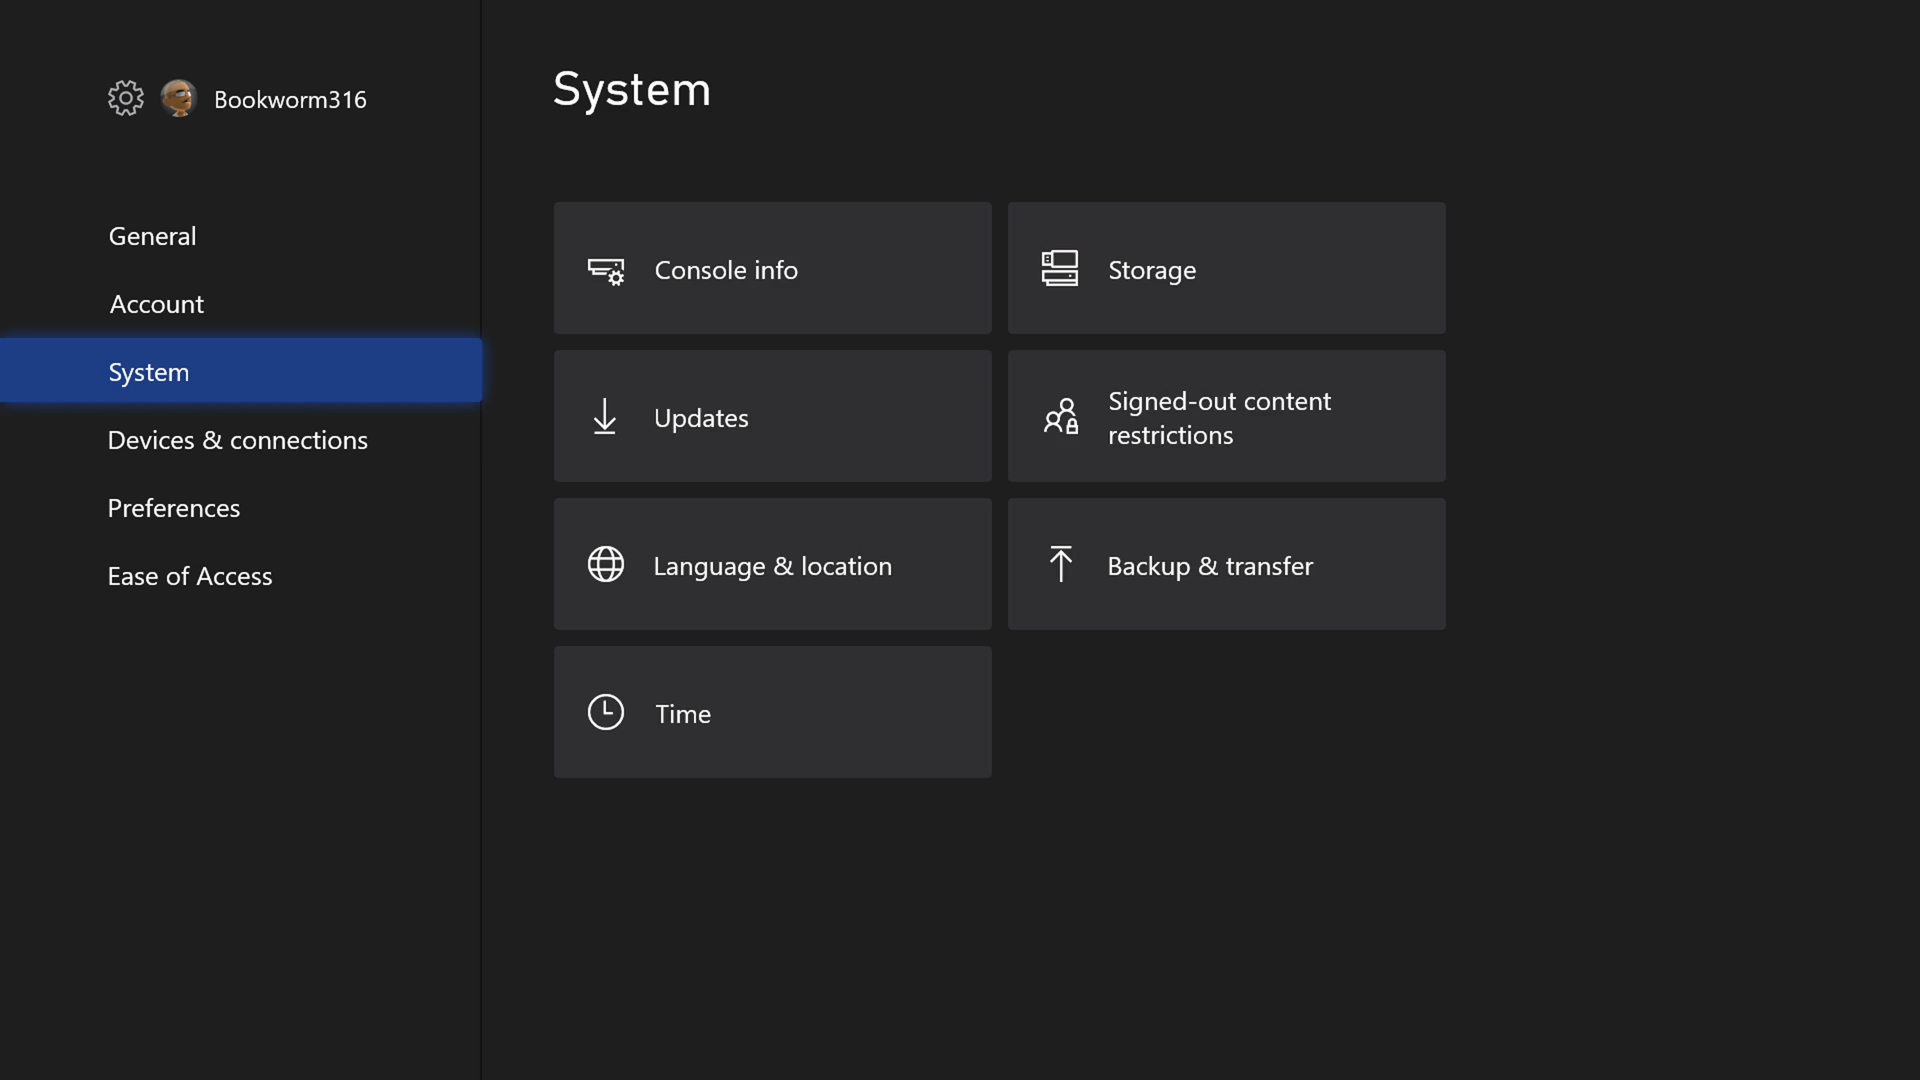 Bookworm316
General
Account
System
Devices & connections
Preferences
Ease of Access
System
Console info
Storage
Updates
Signed-out content
restrictions
Language & location
Backup & transfer
Time